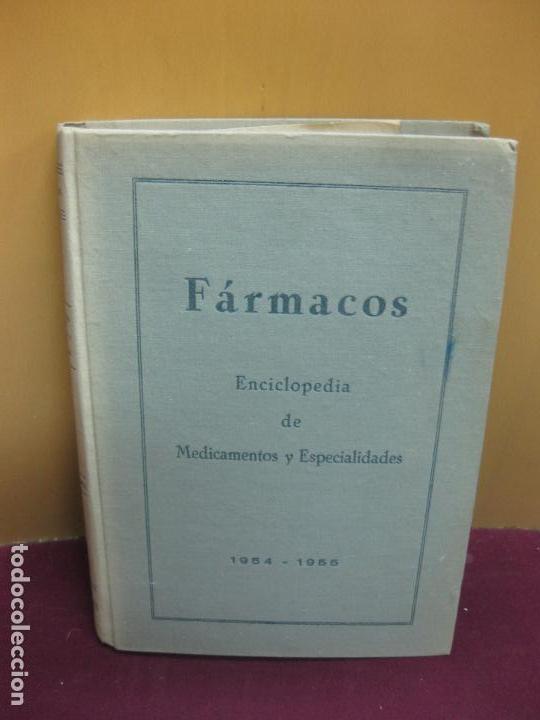 Fármacos
Enciclopedia
de
Medicamentos y Especialidades
1954 - 1955
todocoleccion